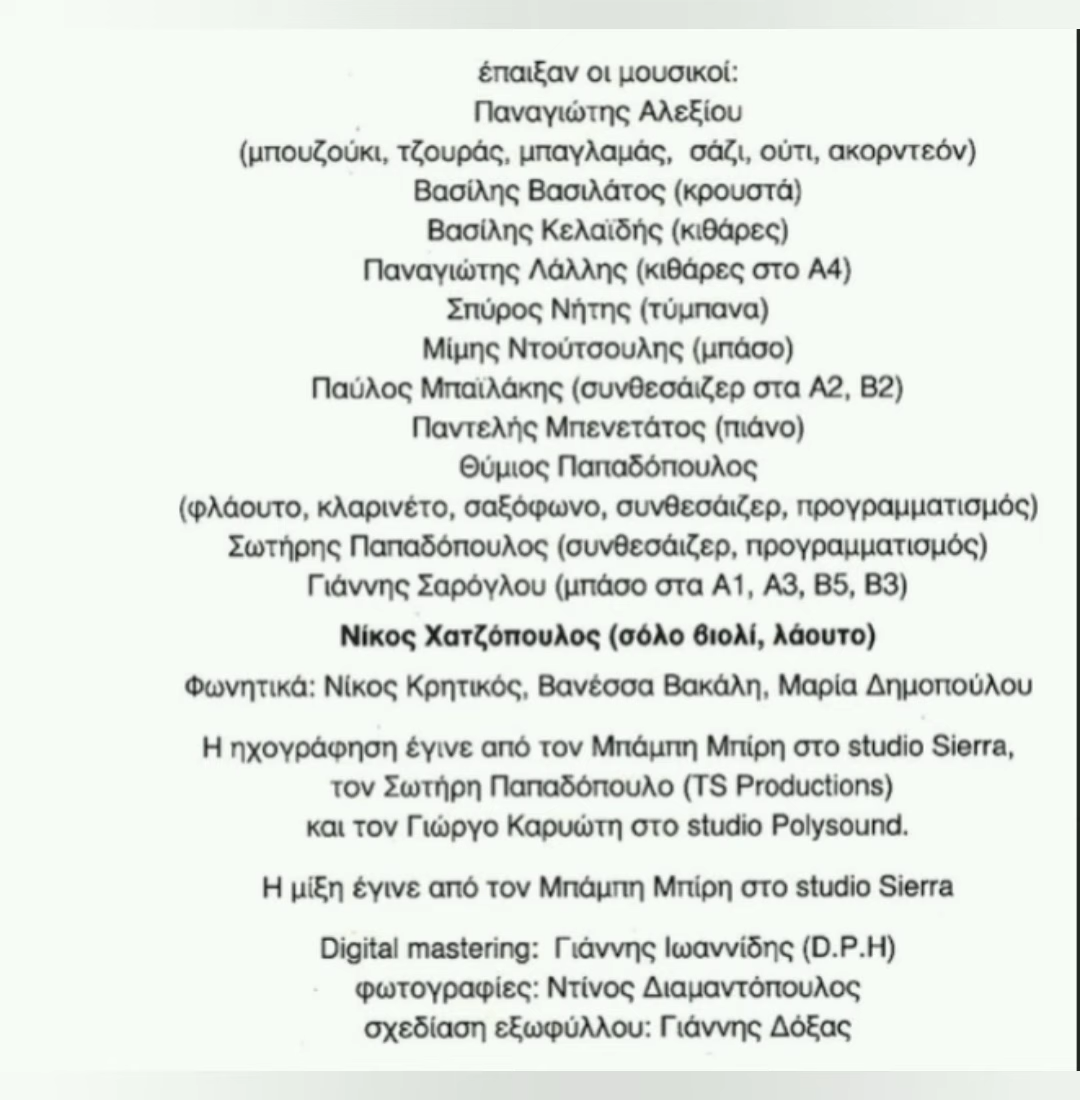 έπαιξαν οι μουσικοί:
Παναγιώτης Αλεξίου
(μπουζούκι, τζουράς, μπαγλαμάς, σάζι, ούτι, ακορντεόν)
Βασίλης Βασιλάτος (κρουστά)
Βασίλης Κελαϊδής (κιθάρες)
Παναγιώτης Λάλλης (κιθάρες στο Α4)
Σπύρος Νήτης (τύμπανα)
Μίμης Ντούτσουλης (μπάσο)
Παύλος Μπαϊλάκης (συνθεσάιζερ στα Α2, Β2)
Παντελής Μπενετάτος (πιάνο)
Θύμιος Παπαδόπουλος
(φλάουτο, κλαρινέτο, σαξόφωνο, συνθεσάιζερ, προγραμματισμός)
Σωτήρης Παπαδόπουλος (συνθεσάιζερ, προγραμματισμός)
Γιάννης Σαρόγλου (μπάσο στα Α1, Α3, Β5, Β3)
Νίκος Χατζόπουλος (σόλο βιολί, λάουτο)
Φωνητικά: Νίκος Κρητικός, Βανέσσα Βακάλη, Μαρία Δημοπούλου
Η ηχογράφηση έγινε από τον Μπάμπη Μπίρη στο studio Sierra,
τον Σωτήρη Παπαδόπουλο (TS Productions)
και τον Γιώργο Καρυώτη στο studio Polysound.
Η μίξη έγινε από τον Μπάμπη Μπίρη στο studio Sierra
Digital mastering: Γιάννης Ιωαννίδης (D.P.H)
φωτογραφίες: Ντίνος Διαμαντόπουλος
σχεδίαση εξωφύλλου: Γιάννης Δόξας